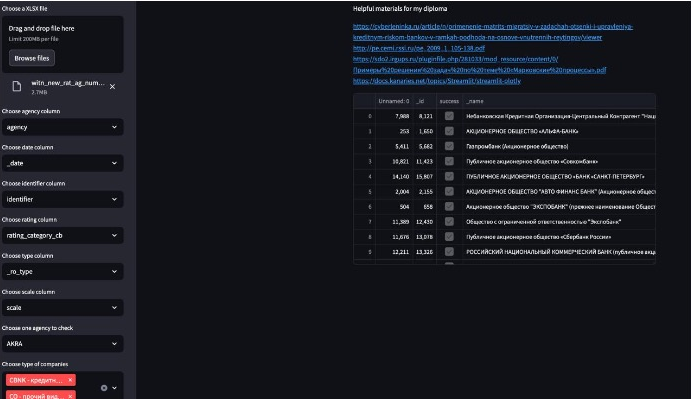 Choose a XLSX file
Drag and drop file here
Limit 200MB per file
Browse files
witn_new_rat_ag_num...
2.7MB
Choose agency column
agency
Choose date column
_date
Choose identifier column
identifier
Choose rating column
rating_category_cb
Choose type column
_ro_type
Choose scale column
scale
Choose one agency to check
AKRA
Choose type of companies
СВКК - кредитн...
СО - прочий вид...
Helpful materials for my diploma
https://cyberleninka.ru/article/n/primenenie-matrits-migratsiy-v-zadachah-otsenki-i-upravleniya-
kreditnym-riskom-bankov-v-ramkah-podhoda-na-osnove-vnutrennih-reytingov/viewer
http://pe.cemi.rssi.ru/pe_2009_1_105-138.pdf
https://sdo2.irgups.ru/pluginfile.php/281033/mod_resource/content/0/
Примеры%20решения%20задач%20по%20теме%20«Марковские%20процессы».pdf
https://docs.kanaries.net/topics/Streamlit/streamlit-plotly
Unnamed: 0 _id success _name
0 7,988 8,121 Небанковская Кредитная Организация-Центральный Контрагент "Нац
1 253 1,650 АКЦИОНЕРНОЕ ОБЩЕСТВО «АЛЬФА-БАНК»
2 5,411 5,682 Газпромбанк (Акционерное общество)
3 10,821 11,423 Публичное акционерное общество «Совкомбанк»
4 14,140 15,807 ПУБЛИЧНОЕ АКЦИОНЕРНОЕ ОБЩЕСТВО «БАНК «САНКТ-ПЕТЕРБУРГ»
5 2,004 2,155 АКЦИОНЕРНОЕ ОБЩЕСТВО "АВТО ФИНАНС БАНК" (Акционерное общест
6 504 658 Акционерное общество "ЭКСПОБАНК" (прежнее наименование Общест
7 11,389 12,430 Общество с ограниченной ответственностью "Экспобанк"
8 11,676 13,078 Публичное акционерное общество «Сбербанк России»
9 12,211 13,326 РОССИЙСКИЙ НАЦИОНАЛЬНЫЙ КОММЕРЧЕСКИЙ БАНК (публичное акц